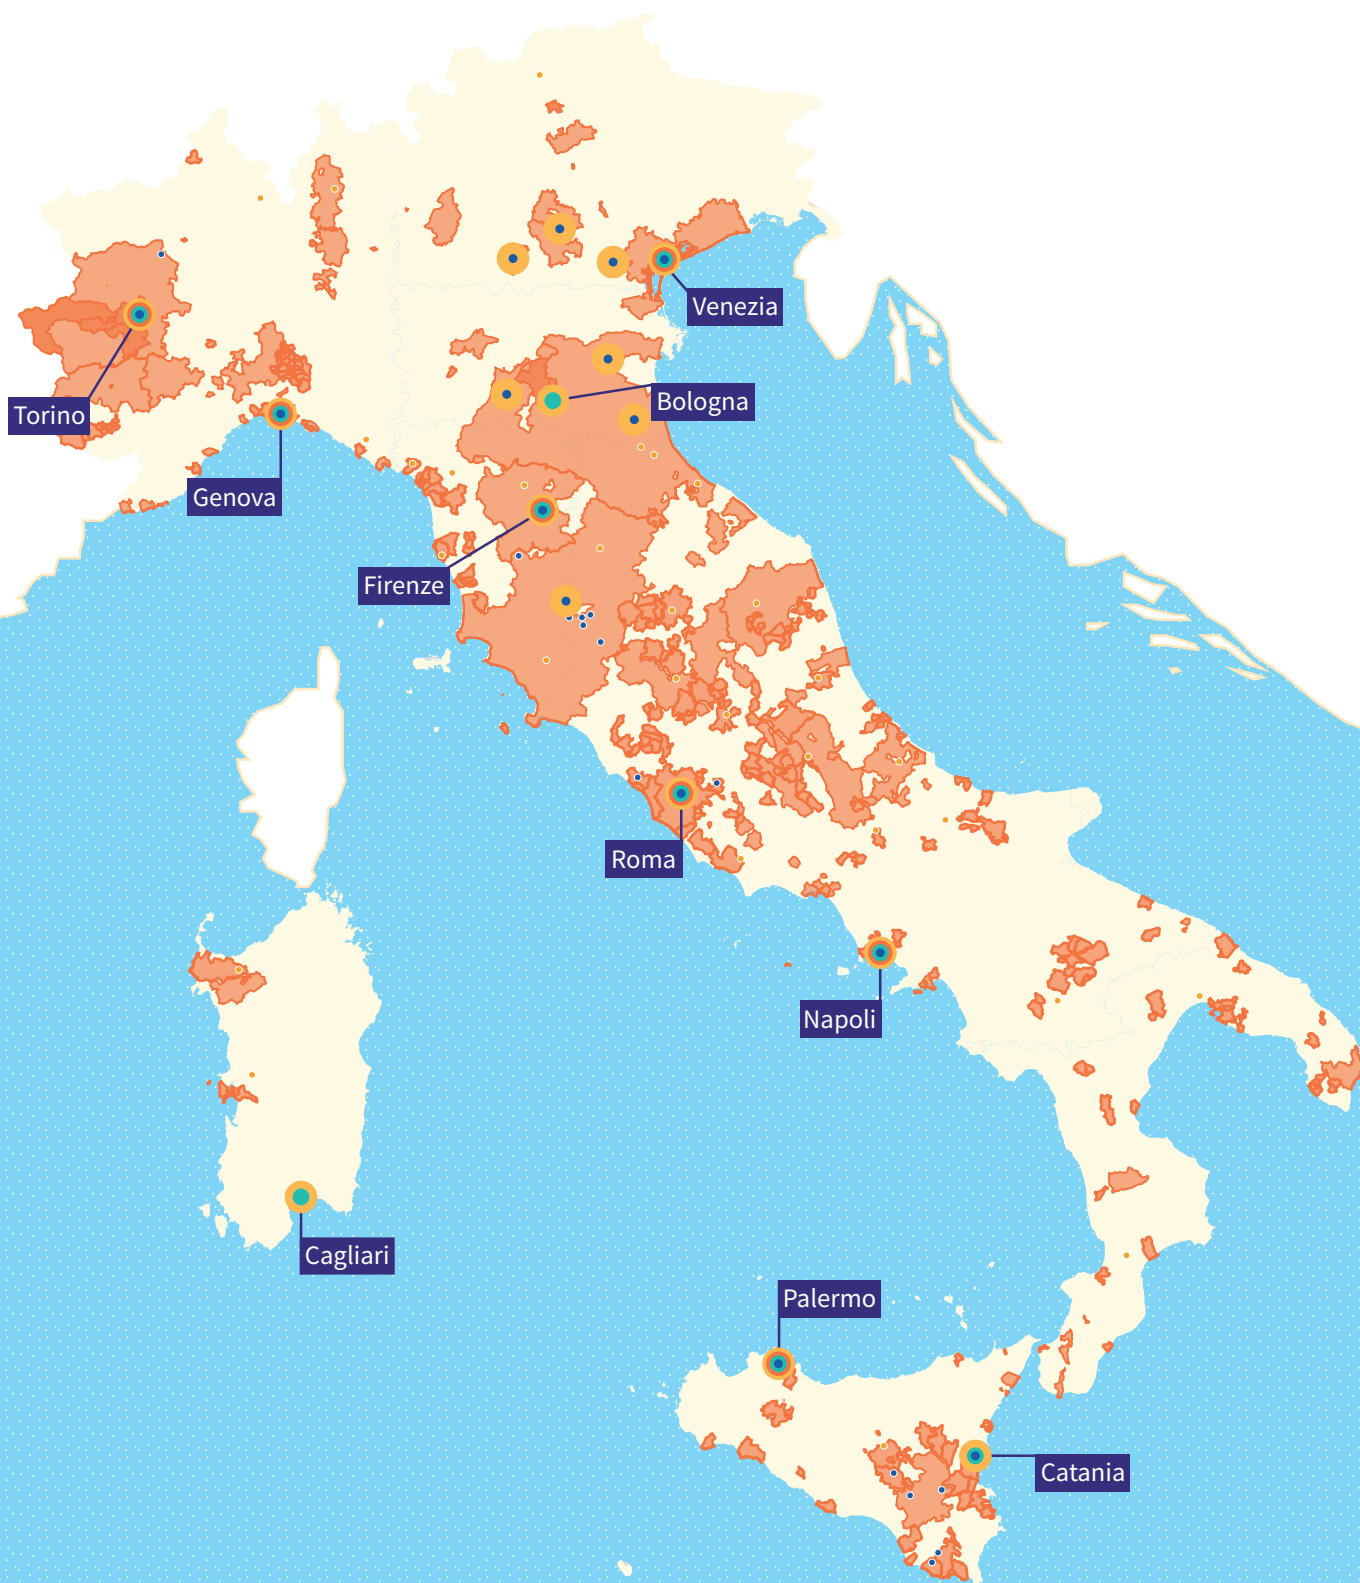 Venezia
Bologna
Torino
Genova
Firenze
Roma
Napoli
Cagliari
Palermo
Catania